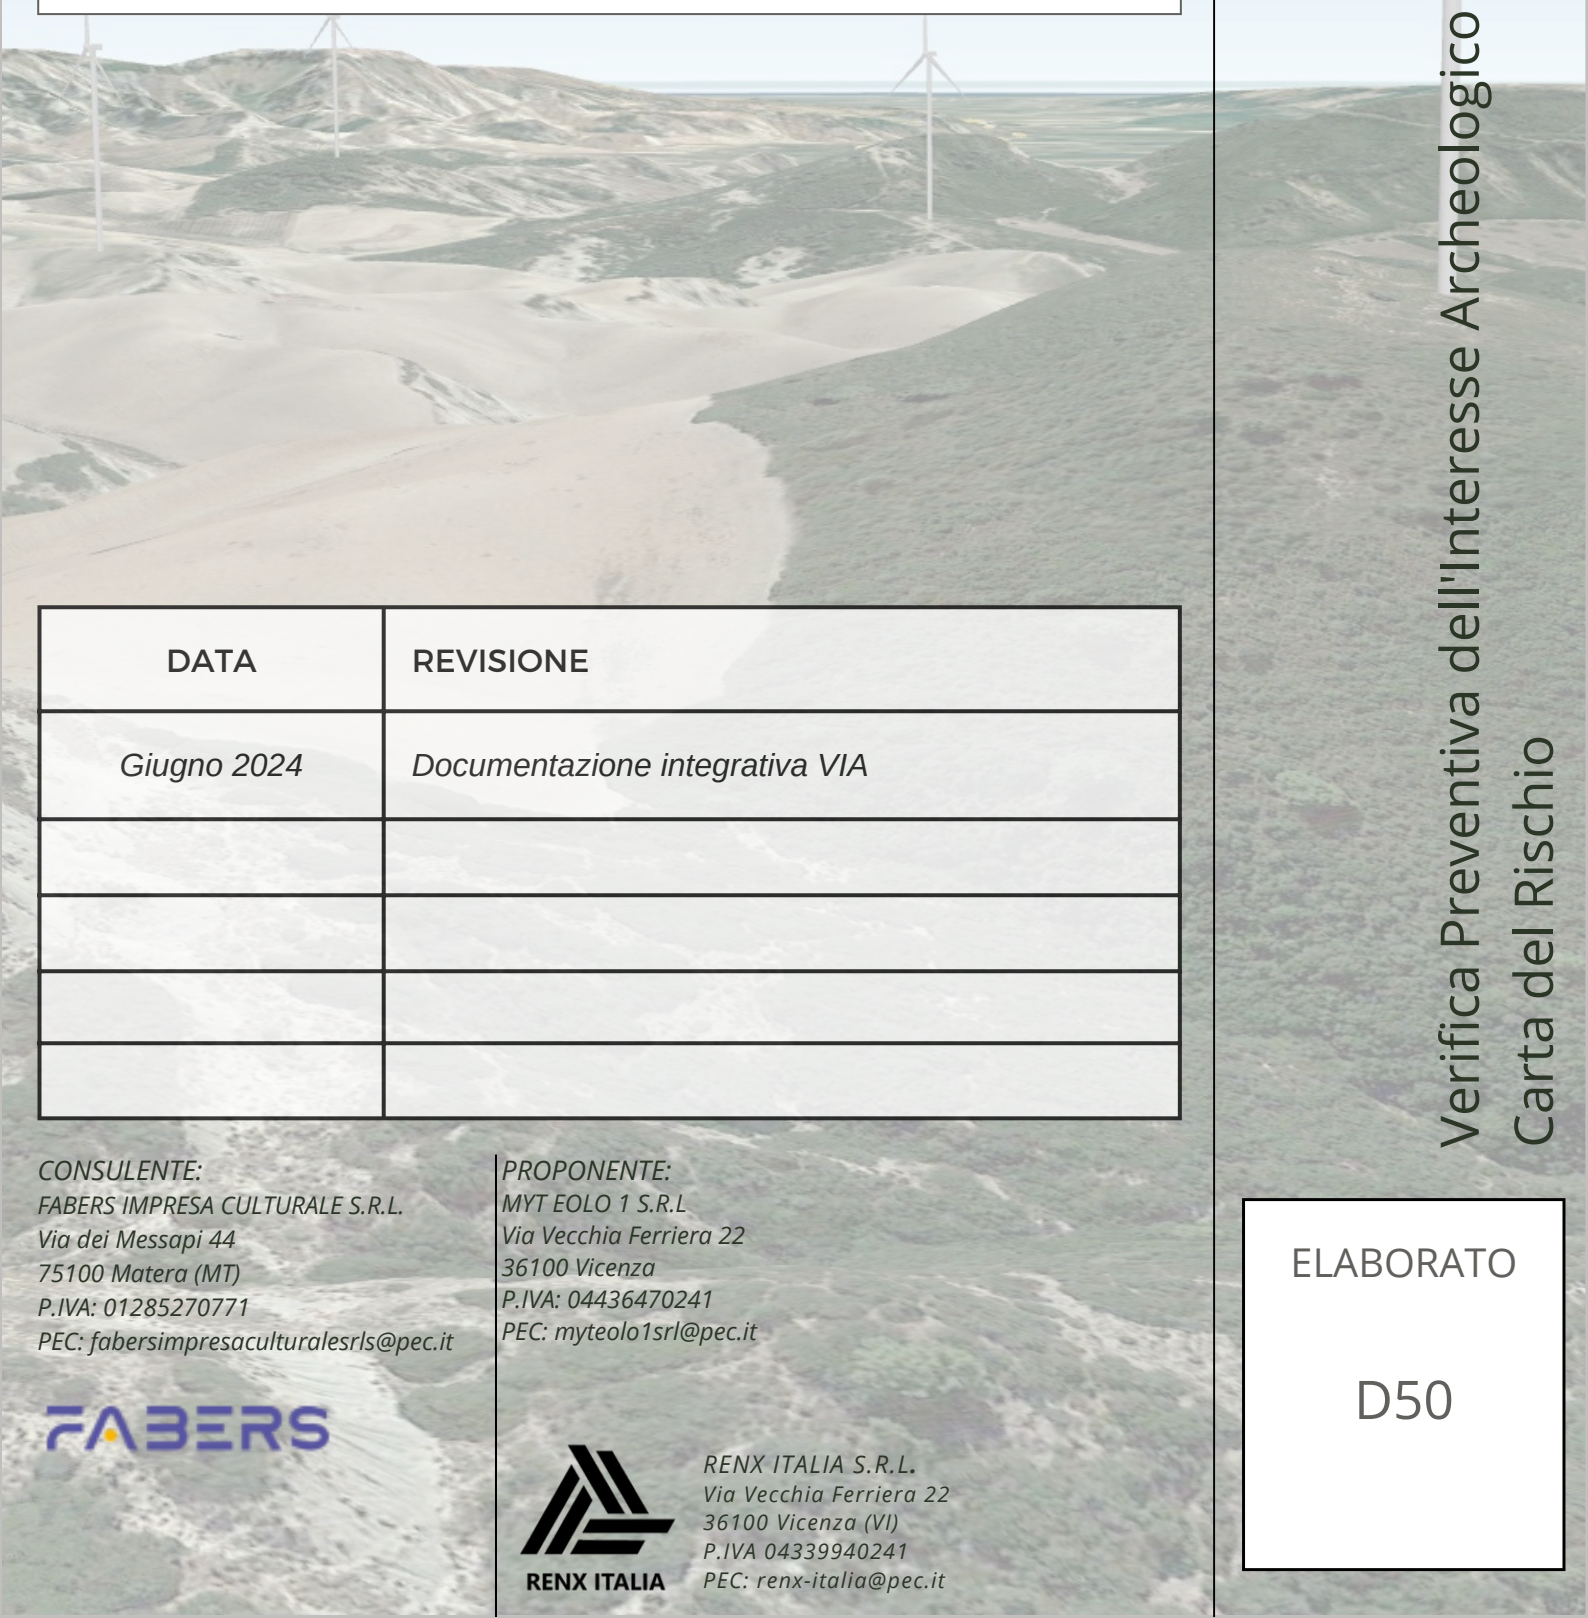 DATA
REVISIONE
Giugno 2024
Documentazione integrativa VIA
CONSULENTE:
FABERS IMPRESA CULTURALE S.R.L.
Via dei Messapi 44
75100 Matera (MT)
P.IVA: 01285270771
PEC: fabersimpresaculturalesrls@pec.it
FABERS
PROPONENTE:
MYT EOLO 1 S.R.L
Via Vecchia Ferriera 22
36100 Vicenza
P.IVA: 04436470241
PEC: myteolo1srl@pec.it
RENX ITALIA
RENX ITALIA S.R.L.
Via Vecchia Ferriera 22
36100 Vicenza (VI)
P.IVA 04339940241
PEC: renx-italia@pec.it
Verifica Preventiva dell'Interesse Archeologico
Carta del Rischio
ELABORATO
D50